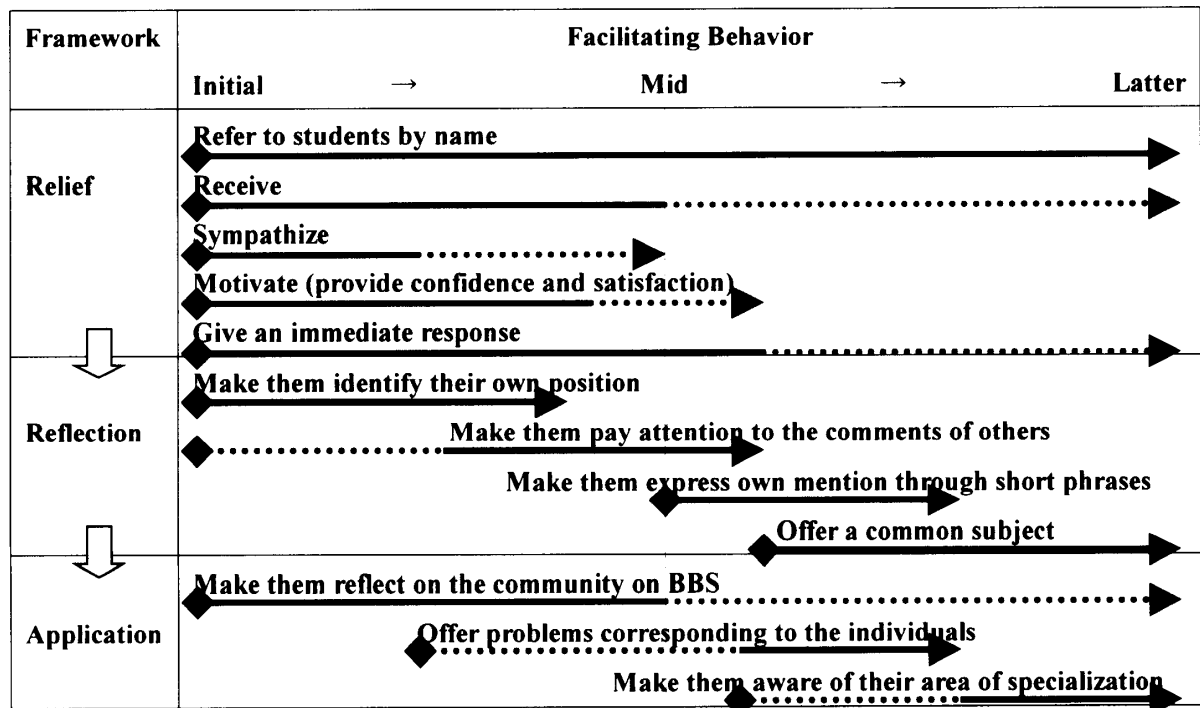 Framework
Facilitating Behavior
Initial → Mid → Latter
Refer to students by name
Relief
Receive
Sympathize
Motivate (provide confidence and satisfaction)
Give an immediate response
Make them identify their own position
Reflection
Make them pay attention to the comments of others
Make them express own mention through short phrases
Offer a common subject
Make them reflect on the community on BBS
Application
Offer problems corresponding to the individuals
Make them aware of their area of specialization